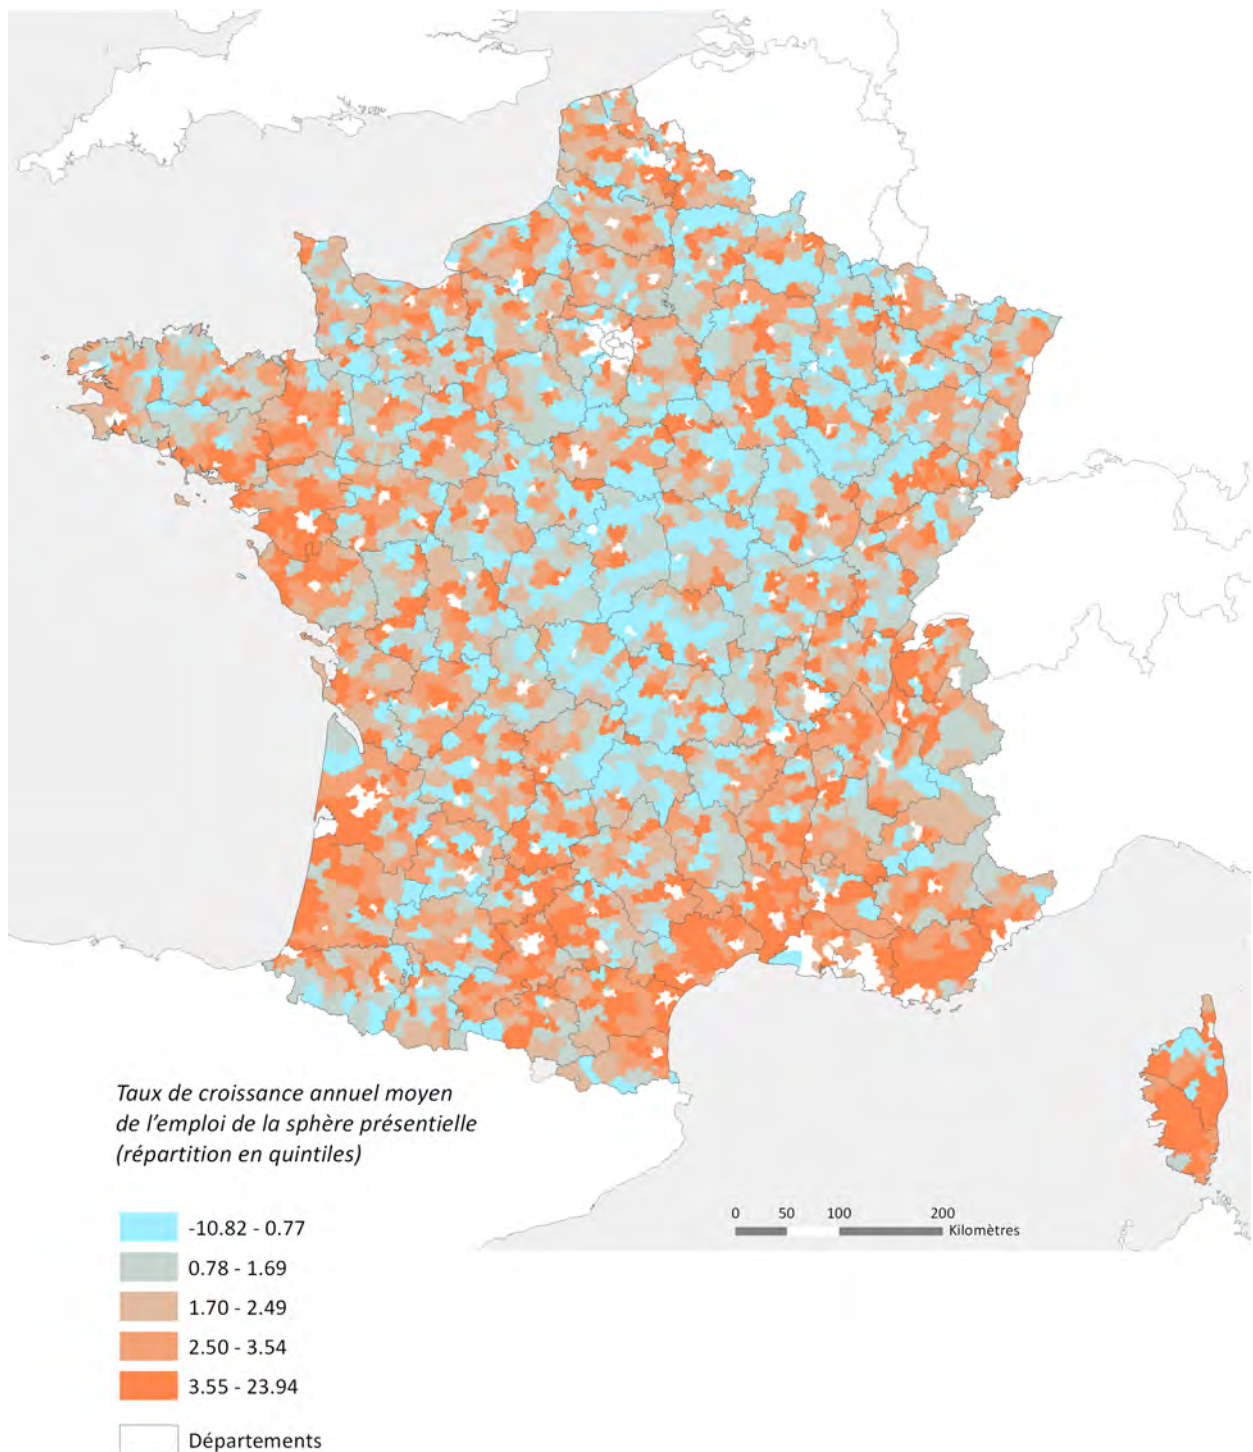 Taux de croissance annuel moyen
de l'emploi de la sphère présentielle
(répartition en quintiles)
-10.82 - 0.77
0.78 - 1.69
1.70 - 2.49
2.50 - 3.54
3.55 - 23.94
Départements
0 50 100 200
Kilomètres